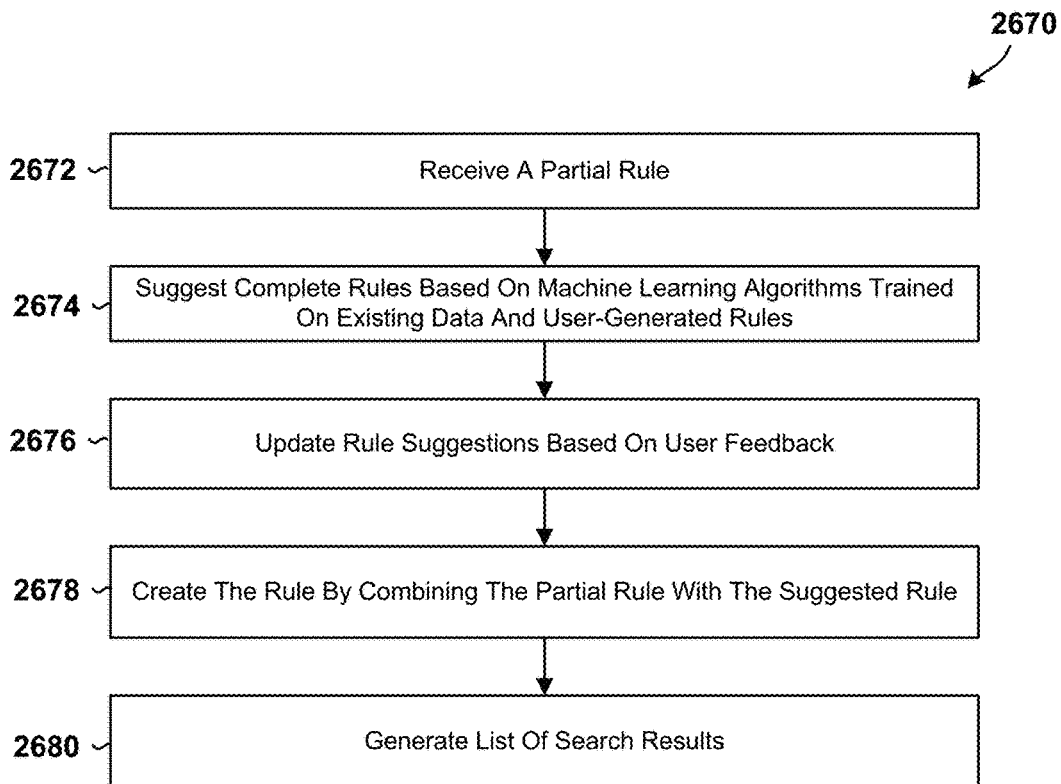 2670
2672
Receive A Partial Rule
2674
Suggest Complete Rules Based On Machine Learning Algorithms Trained
On Existing Data And User-Generated Rules
2676
Update Rule Suggestions Based On User Feedback
2678
Create The Rule By Combining The Partial Rule With The Suggested Rule
2680
Generate List Of Search Results